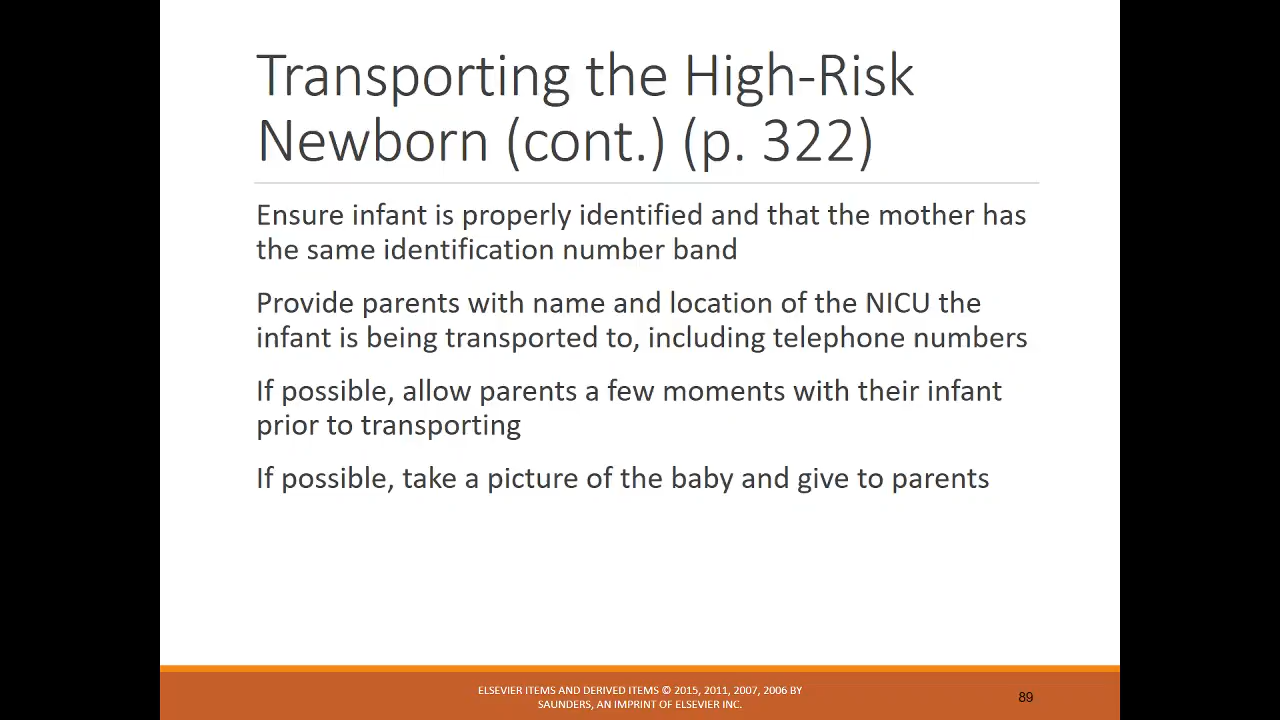 Transporting the High-Risk
Newborn (cont.) (p. 322)
Ensure infant is properly identified and that the mother has
the same identification number band
Provide parents with name and location of the NICU the
infant is being transported to, including telephone numbers
If possible, allow parents a few moments with their infant
prior to transporting
If possible, take a picture of the baby and give to parents
ELSEVIER ITEMS AND DERIVED ITEMS © 2015, 2011, 2007, 2006 BY
SAUNDERS, AN IMPRINT OF ELSEVIER INC.
89